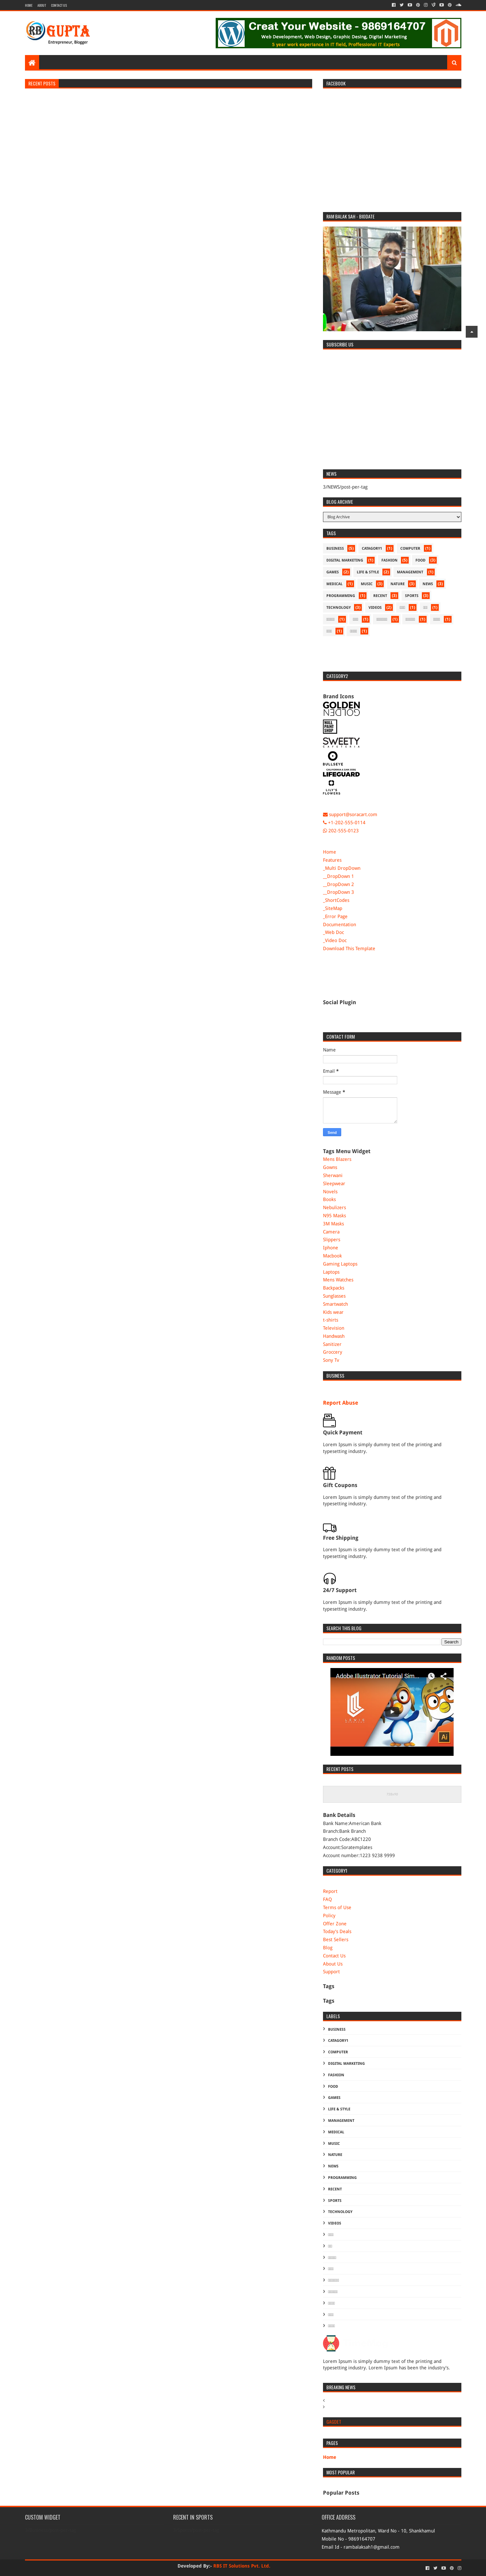 HOME ABOUT CONTACT US
RB GUPTA
Entrepreneur, Blogger
Creat Your Website - 9869164707
Web Development, Web Design, Graphic Desing, Digital Marketing
5 year work experience in IT field, Professional IT Experts
RECENT POSTS
FACEBOOK
RAM BALAK SAH - BIODATE
SUBSCRIBE US
NEWS
3/NEWS/post-per-tag
BLOG ARCHIVE
Blog Archive
TAGS
BUSINESS CATAGORY1 COMPUTER
DIGITAL MARKETING FASHION FOOD
GAMES LIFE & STYLE MANAGEMENT
MEDICAL MUSIC NATURE NEWS
PROGRAMMING RECENT SPORTS
TECHNOLOGY VIDEOS
CATEGORY2
Brand Icons
GOLDEN
GOLDEN
WALL PAINT SHOP
SWEETY
BULLSEYE
LIFEGUARD
LILY'S FLOWERS
support@soracart.com
+1-202-555-0114
202-555-0123
Home
Features
_Multi DropDown
__DropDown 1
__DropDown 2
__DropDown 3
_ShortCodes
_SiteMap
_Error Page
Documentation
_Web Doc
_Video Doc
Download This Template
Social Plugin
CONTACT FORM
Name
Email *
Message *
Send
Tags Menu Widget
Mens Blazers
Gowns
Sherwani
Sleepwear
Novels
Books
Nebulizers
N95 Masks
3M Masks
Camera
Slippers
Iphone
Macbook
Gaming Laptops
Laptops
Mens Watches
Backpacks
Sunglasses
Smartwatch
Kids wear
t-shirts
Television
Handwash
Sanitizer
Groccery
Sony Tv
BUSINESS
Report Abuse
Quick Payment
Lorem Ipsum is simply dummy text of the printing and
typesetting industry.
Gift Coupons
Lorem Ipsum is simply dummy text of the printing and
typesetting industry.
Free Shipping
Lorem Ipsum is simply dummy text of the printing and
typesetting industry.
24/7 Support
Lorem Ipsum is simply dummy text of the printing and
typesetting industry.
SEARCH THIS BLOG
Search
RAMDOM POSTS
Adobe Illustrator Tutorial Sim...
Ai
RECENT POSTS
Bank Details
Bank Name:American Bank
Branch:Bank Branch
Branch Code:ABC1220
Account:Soratemplates
Account number:1223 9238 9999
CATEGORY1
Report
FAQ
Terms of Use
Policy
Offer Zone
Today's Deals
Best Sellers
Blog
Contact Us
About Us
Support
Tags
Tags
LABELS
BUSINESS
CATAGORY1
COMPUTER
DIGITAL MARKETING
FASHION
FOOD
GAMES
LIFE & STYLE
MANAGEMENT
MEDICAL
MUSIC
NATURE
NEWS
PROGRAMMING
RECENT
SPORTS
TECHNOLOGY
VIDEOS
Lorem Ipsum is simply dummy text of the printing and
typesetting industry. Lorem Ipsum has been the industry's.
BREAKING NEWS
PAGES
Home
MOST POPULAR
Popular Posts
CUSTOM WIDGET
RECENT IN SPORTS
OFFICE ADDRESS
Kathmandu Metropolitan, Ward No - 10, Shankhamul
Mobile No - 9869164707
Email Id - rambalaksah1@gmail.com
Developed By:- RBS IT Solutions Pvt. Ltd.